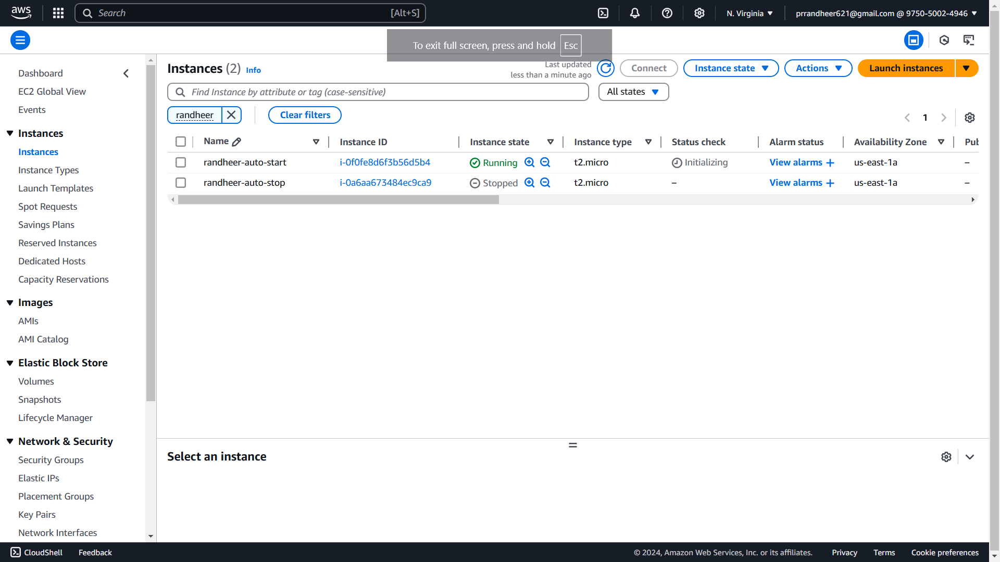 aws
Search [Alt+S]
N. Virginia
prrandheer621@gmail.com @ 9750-5002-4946
To exit full screen, press and hold Esc
Dashboard
EC2 Global View
Events
Instances
Instances
Instance Types
Launch Templates
Spot Requests
Savings Plans
Reserved Instances
Dedicated Hosts
Capacity Reservations
Images
AMIs
AMI Catalog
Elastic Block Store
Volumes
Snapshots
Lifecycle Manager
Network & Security
Security Groups
Elastic IPs
Placement Groups
Key Pairs
Network Interfaces
Instances (2) Info
Last updated
less than a minute ago
Connect
Instance state
Actions
Launch instances
Find Instance by attribute or tag (case-sensitive)
All states
randheer
Clear filters
1
Name Instance ID Instance state Instance type Status check Alarm status Availability Zone Pub
randheer-auto-start i-0f0fe8d6f3b56d5b4 Running t2.micro Initializing View alarms + us-east-1a –
randheer-auto-stop i-0a6aa673484ec9ca9 Stopped t2.micro – View alarms + us-east-1a –
Select an instance
CloudShell Feedback
© 2024, Amazon Web Services, Inc. or its affiliates. Privacy Terms Cookie preferences